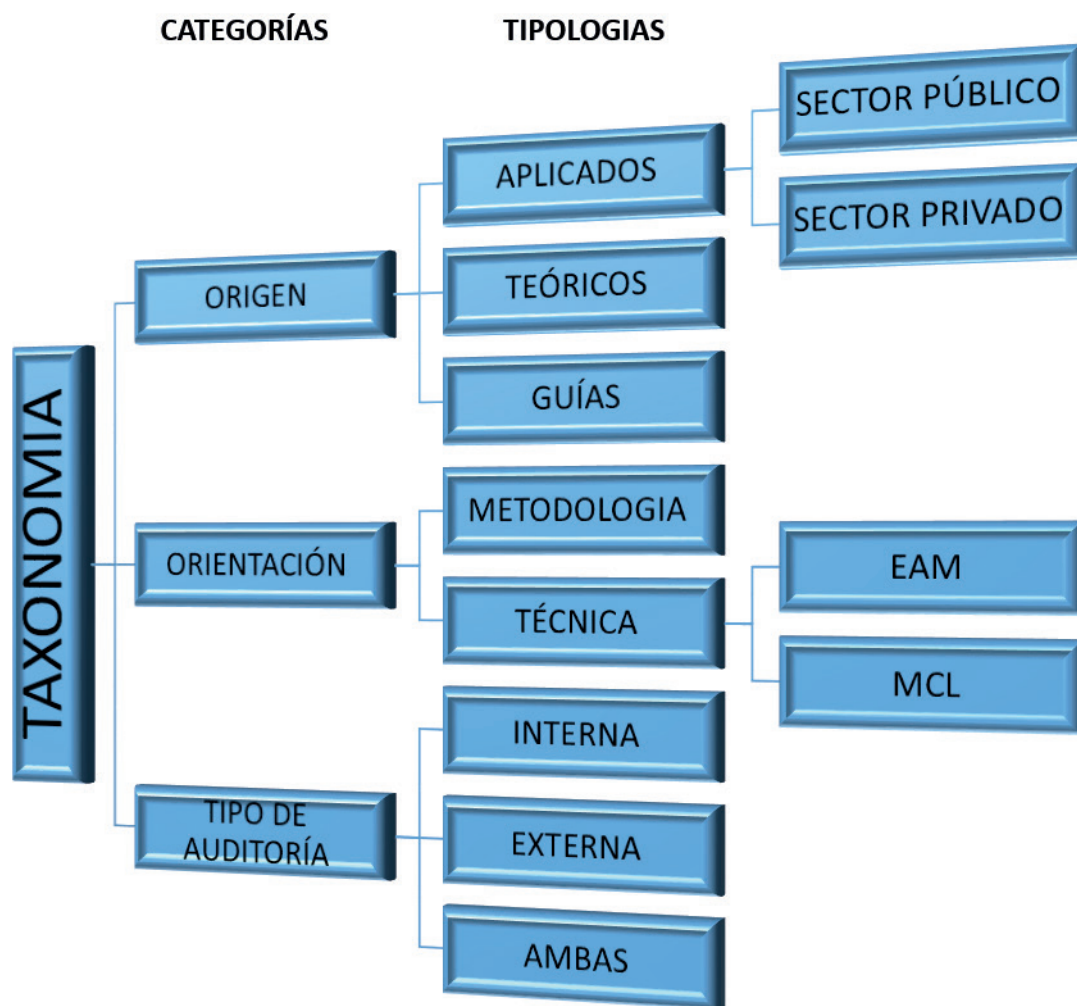 CATEGORÍAS
TIPOLOGIAS
TAXONOMIA
ORIGEN
APLICADOS
SECTOR PÚBLICO
SECTOR PRIVADO
TEÓRICOS
GUÍAS
ORIENTACIÓN
METODOLOGIA
TÉCNICA
EAM
MCL
TIPO DE
AUDITORÍA
INTERNA
EXTERNA
AMBAS